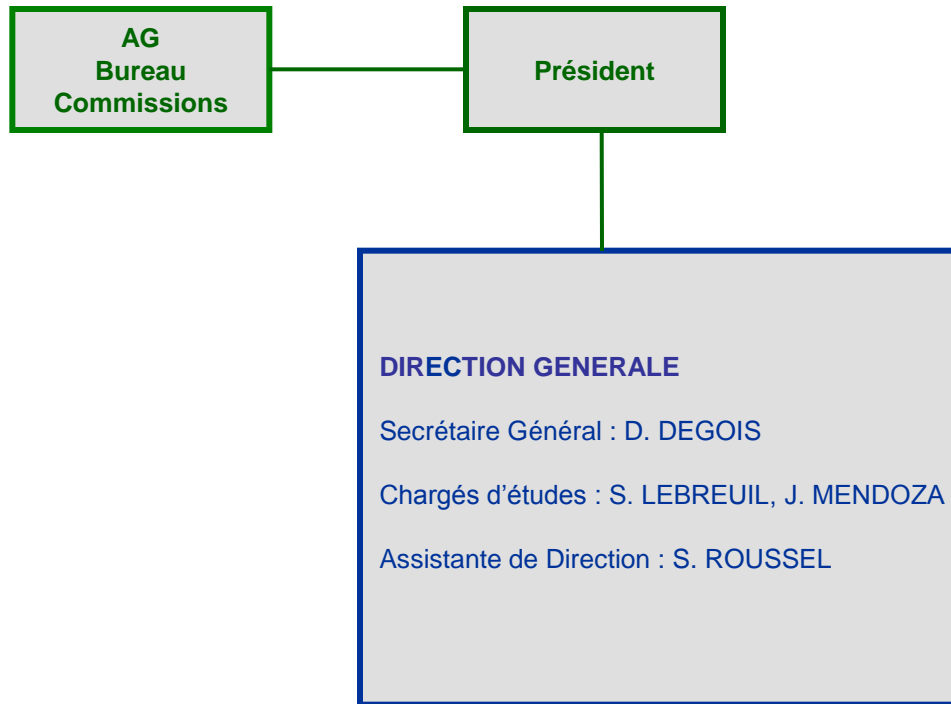 AG
Bureau
Commissions
Président
DIRECTION GENERALE
Secrétaire Général : D. DEGOIS
Chargés d’études : S. LEBREUIL, J. MENDOZA
Assistante de Direction : S. ROUSSEL